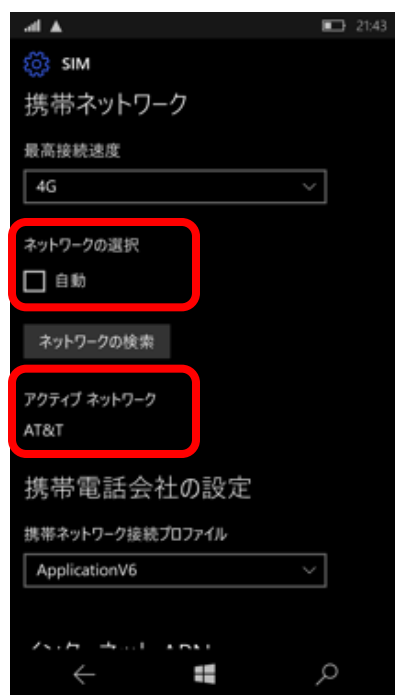 21:43
SIM
携帯ネットワーク
最高接続速度
4G
ネットワークの選択
自動
ネットワークの検索
アクティブ ネットワーク
AT&T
携帯電話会社の設定
携帯ネットワーク接続プロファイル
ApplicationV6